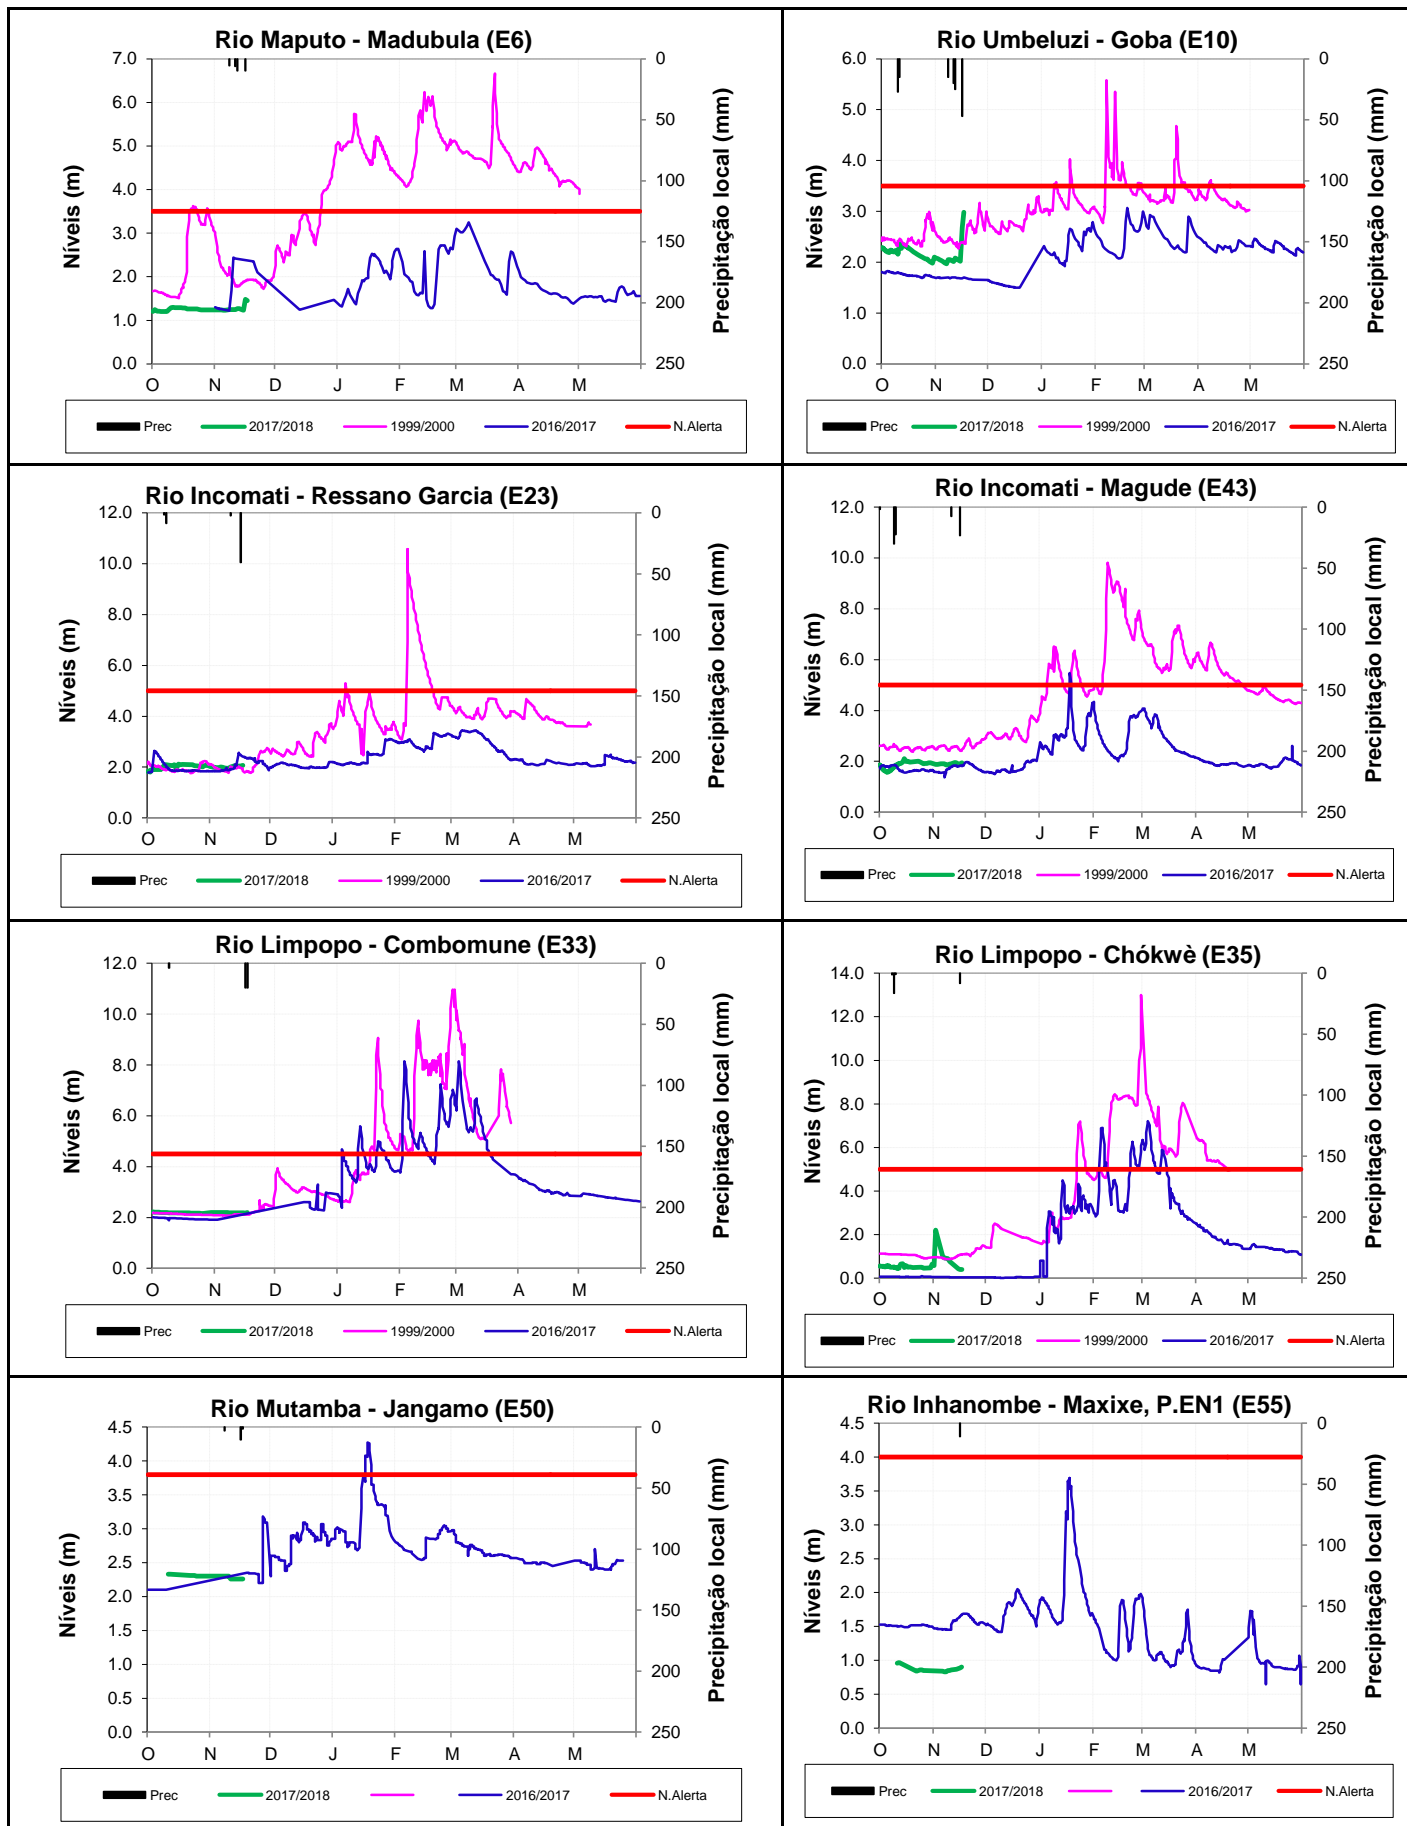 Rio Maputo - Madubula (E6)
Níveis (m)
7.0
6.0
5.0
4.0
3.0
2.0
1.0
0.0
0
50
100
150
200
250
Precipitação local (mm)
O N D J F M A M
Prec 2017/2018 1999/2000 2016/2017 N.Alerta
Rio Umbeluzi - Goba (E10)
Níveis (m)
6.0
5.0
4.0
3.0
2.0
1.0
0.0
0
50
100
150
200
250
Precipitação local (mm)
O N D J F M A M
Prec 2017/2018 1999/2000 2016/2017 N.Alerta
Rio Incomati - Ressano Garcia (E23)
Níveis (m)
12.0
10.0
8.0
6.0
4.0
2.0
0.0
0
50
100
150
200
250
Precipitação local (mm)
O N D J F M A M
Prec 2017/2018 1999/2000 2016/2017 N.Alerta
Rio Incomati - Magude (E43)
Níveis (m)
12.0
10.0
8.0
6.0
4.0
2.0
0.0
0
50
100
150
200
250
Precipitação local (mm)
O N D J F M A M
Prec 2017/2018 1999/2000 2016/2017 N.Alerta
Rio Limpopo - Combomune (E33)
Níveis (m)
12.0
10.0
8.0
6.0
4.0
2.0
0.0
0
50
100
150
200
250
Precipitação local (mm)
O N D J F M A M
Prec 2017/2018 1999/2000 2016/2017 N.Alerta
Rio Limpopo - Chókwè (E35)
Níveis (m)
14.0
12.0
10.0
8.0
6.0
4.0
2.0
0.0
0
50
100
150
200
250
Precipitação local (mm)
O N D J F M A M
Prec 2017/2018 1999/2000 2016/2017 N.Alerta
Rio Mutamba - Jangamo (E50)
Níveis (m)
4.5
4.0
3.5
3.0
2.5
2.0
1.5
1.0
0.5
0.0
0
50
100
150
200
250
Precipitação local (mm)
O N D J F M A M
Prec 2017/2018 2016/2017 N.Alerta
Rio Inhanombe - Maxixe, P.EN1 (E55)
Níveis (m)
4.5
4.0
3.5
3.0
2.5
2.0
1.5
1.0
0.5
0.0
0
50
100
150
200
250
Precipitação local (mm)
O N D J F M A M
Prec 2017/2018 2016/2017 N.Alerta